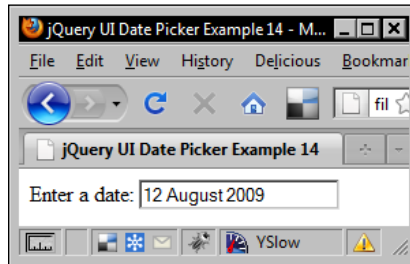 jQuery UI Date Picker Example 14 - M...
File Edit View History Delicious Bookmar
fil
jQuery UI Date Picker Example 14
Enter a date: 12 August 2009
YSlow